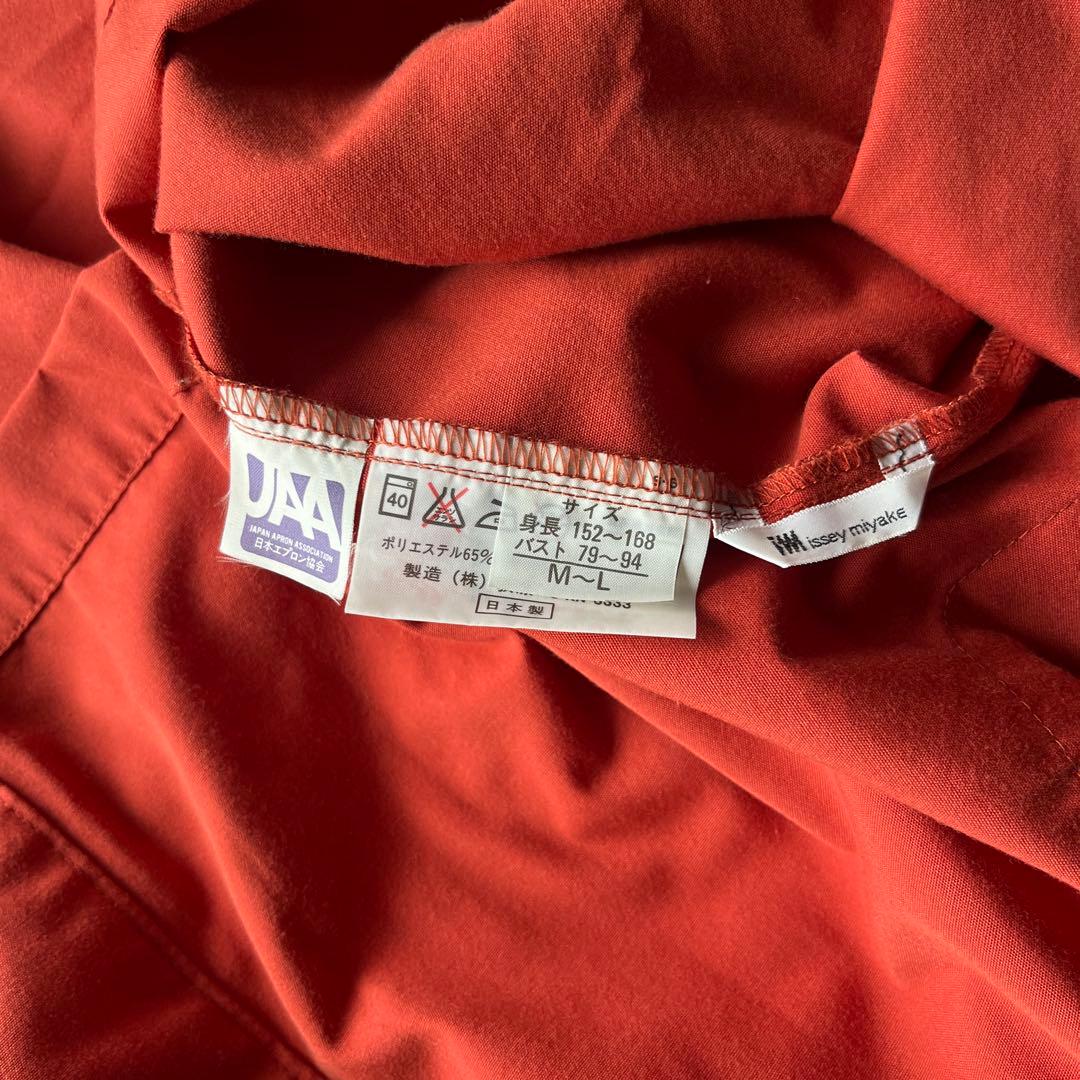 JAA
JAPAN APRON ASSOCIATION
日本エプロン協会
40
ポリエステル65%
製造(株)
日本製
サイズ
身長 152~168
バスト 79~94
M~L
issey miyake